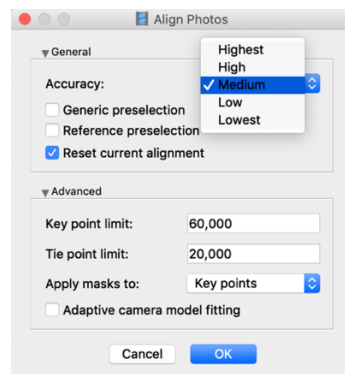 Align Photos
General
Highest
High
Accuracy:
Medium
Low
Lowest
Generic preselection
Reference preselection
Reset current alignment
Advanced
Key point limit: 60,000
Tie point limit: 20,000
Apply masks to: Key points
Adaptive camera model fitting
Cancel OK